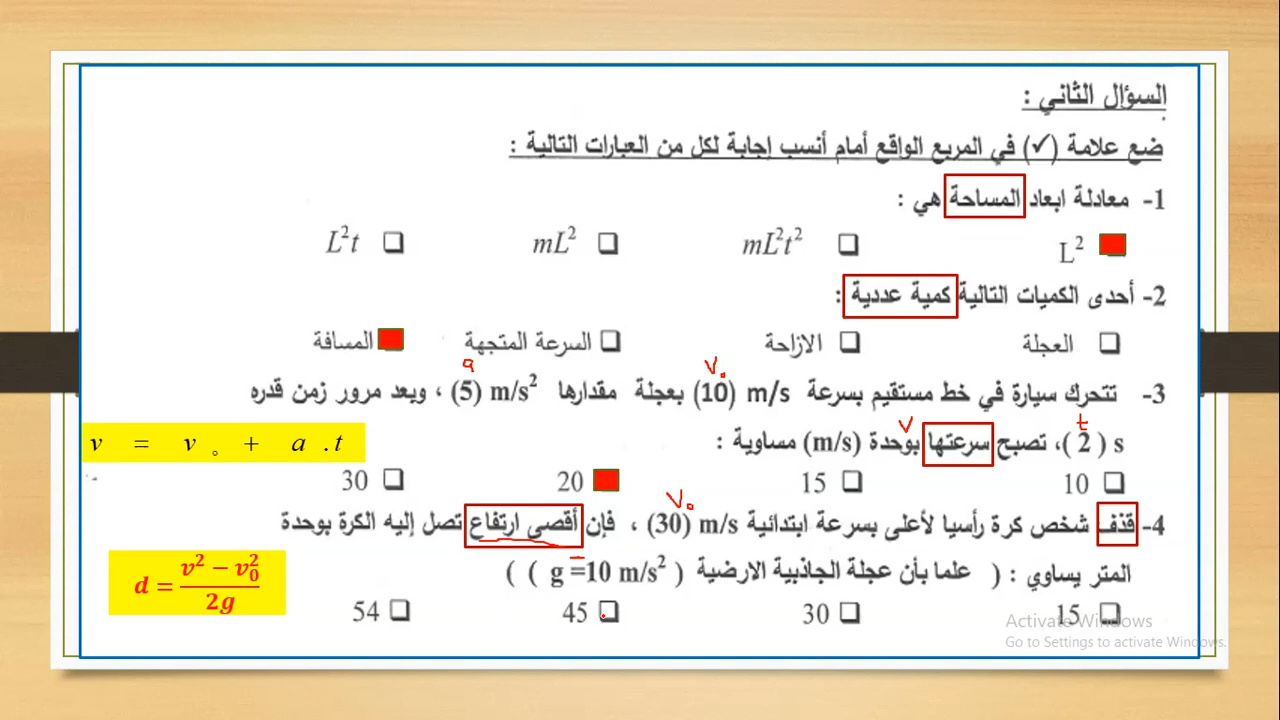 السؤال الثاني :
ضع علامة (✓) في المربع الواقع أمام أنسب إجابة لكل من العبارات التالية :
1- معادلة ابعاد المساحة هي :
L² mL²t² mL² L²t
2- أحدى الكميات التالية كمية عددية :
العجلة الازاحة السرعة المتجهة المسافة
a V₀
3- تتحرك سيارة في خط مستقيم بسرعة m/s (10) بعجلة مقدارها m/s² (5) ، وبعد مرور زمن قدره
V t
s ( 2 )، تصبح سرعتها بوحدة (m/s) مساوية :
v = v₀ + a .t
10 15 20 30
V₀
4- قذف شخص كرة رأسيا لأعلى بسرعة ابتدائية m/s (30) ، فإن أقصى ارتفاع تصل إليه الكرة بوحدة
المتر يساوي : ( علما بأن عجلة الجاذبية الارضية ( g =10 m/s² ) )
d = (v² − v₀²) / 2g
15 30 45 54
Activate Windows
Go to Settings to activate Windows.